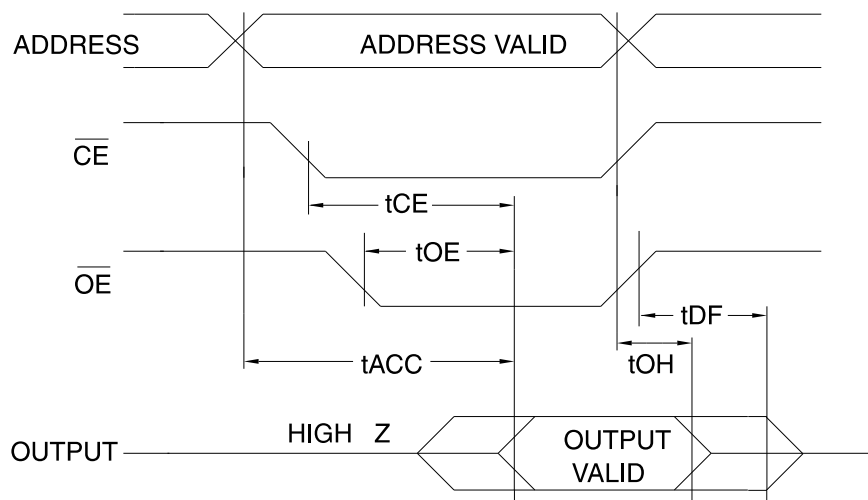 ADDRESS
ADDRESS VALID
CE
tCE
OE
tOE
tDF
tACC
tOH
OUTPUT
HIGH Z
OUTPUT
VALID